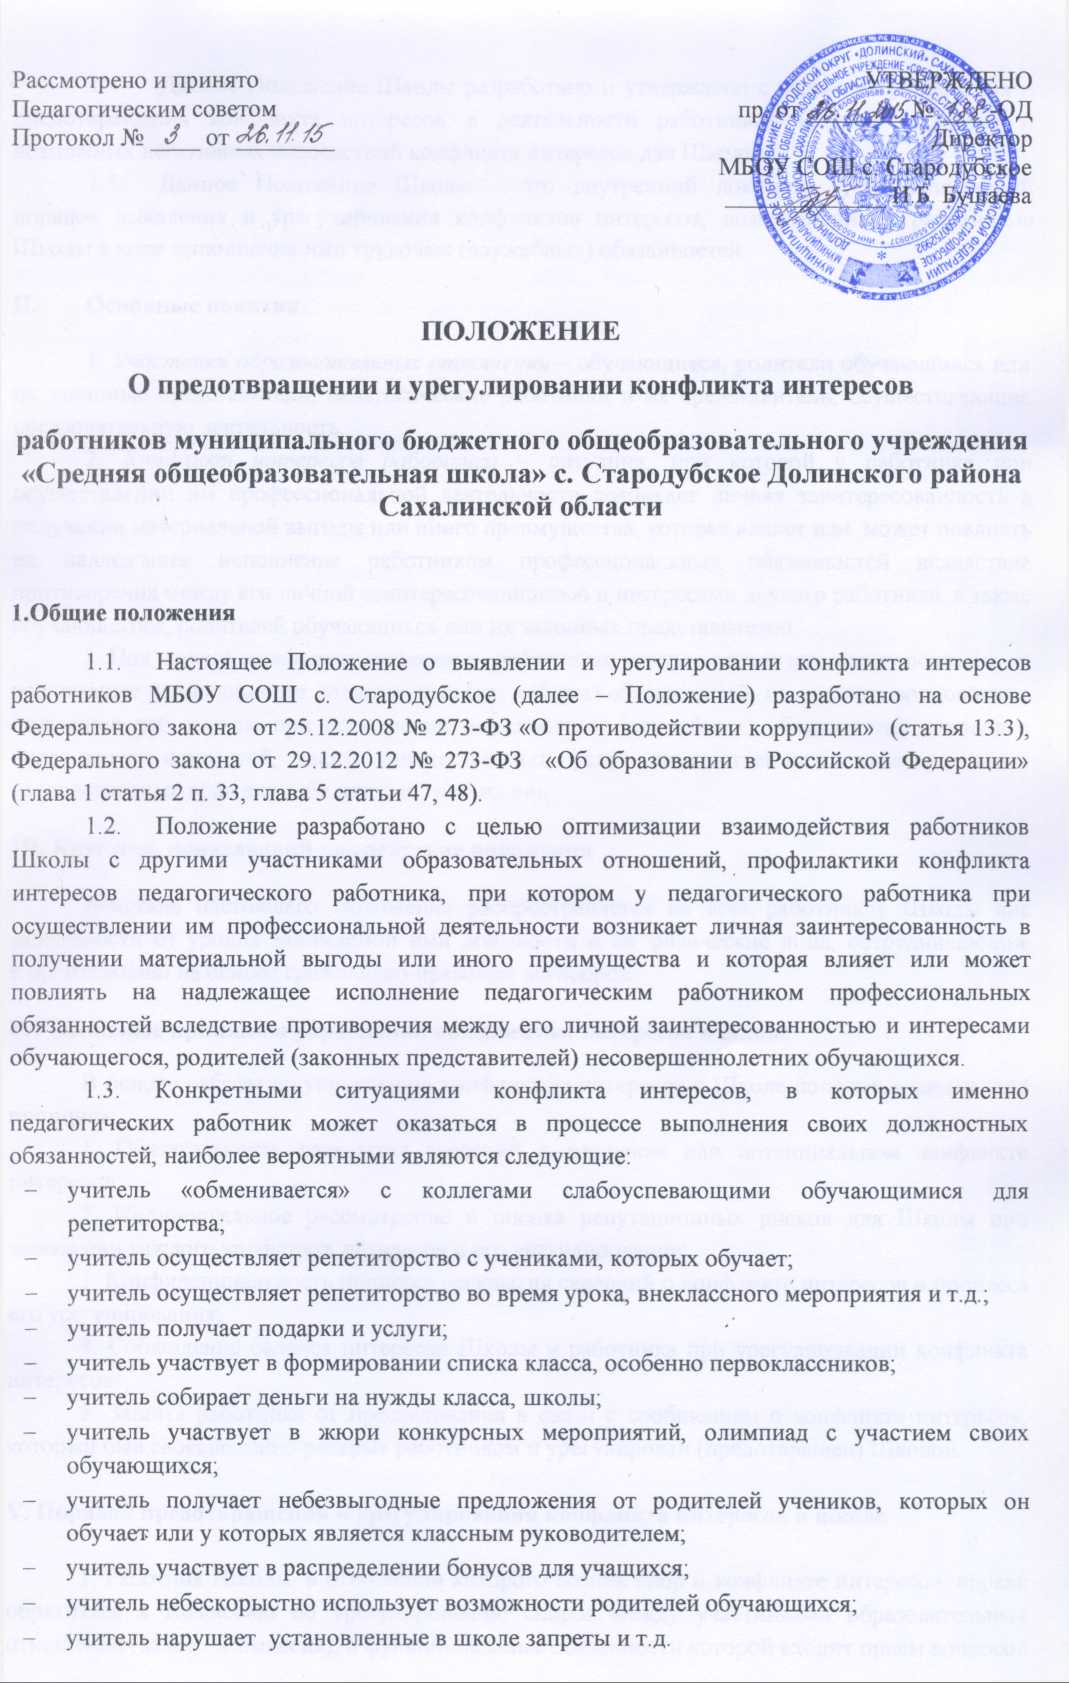 Рассмотрено и принято
Педагогическим советом
Протокол № 3 от 26.11.15
УТВЕРЖДЕНО
пр. от 26.11.2015 № ОД
Директор
МБОУ СОШ с. Стародубское
И.Б. Бушаева
ПОЛОЖЕНИЕ
О предотвращении и урегулировании конфликта интересов
работников муниципального бюджетного общеобразовательного учреждения
«Средняя общеобразовательная школа» с. Стародубское Долинского района
Сахалинской области
1.Общие положения
1.1. Настоящее Положение о выявлении и урегулировании конфликта интересов
работников МБОУ СОШ с. Стародубское (далее - Положение) разработано на основе
Федерального закона от 25.12.2008 № 273-ФЗ «О противодействии коррупции» (статья 13.3),
Федерального закона от 29.12.2012 № 273-ФЗ «Об образовании в Российской Федерации»
(глава 1 статья 2 п. 33, глава 5 статьи 47, 48).
1.2. Положение разработано с целью оптимизации взаимодействия работников
Школы с другими участниками образовательных отношений, профилактики конфликта
интересов педагогического работника, при котором у педагогического работника при
осуществлении им профессиональной деятельности возникает личная заинтересованность в
получении материальной выгоды или иного преимущества и которая влияет или может
повлиять на надлежащее исполнение педагогическим работником профессиональных
обязанностей вследствие противоречия между его личной заинтересованностью и интересами
обучающегося, родителей (законных представителей) несовершеннолетних обучающихся.
1.3. Конкретными ситуациями конфликта интересов, в которых именно
педагогических работник может оказаться в процессе выполнения своих должностных
обязанностей, наиболее вероятными являются следующие:
– учитель «обменивается» с коллегами слабоуспевающими обучающимися для
репетиторства;
– учитель осуществляет репетиторство с учениками, которых обучает;
– учитель осуществляет репетиторство во время урока, внеклассного мероприятия и т.д.;
– учитель получает подарки и услуги;
– учитель участвует в формировании списка класса, особенно первоклассников;
– учитель собирает деньги на нужды класса, школы;
– учитель участвует в жюри конкурсных мероприятий, олимпиад с участием своих
обучающихся;
– учитель получает небезвыгодные предложения от родителей учеников, которых он
обучает или у которых является классным руководителем;
– учитель участвует в распределении бонусов для учащихся;
– учитель небескорыстно использует возможности родителей обучающихся;
– учитель нарушает установленные в школе запреты и т.д.